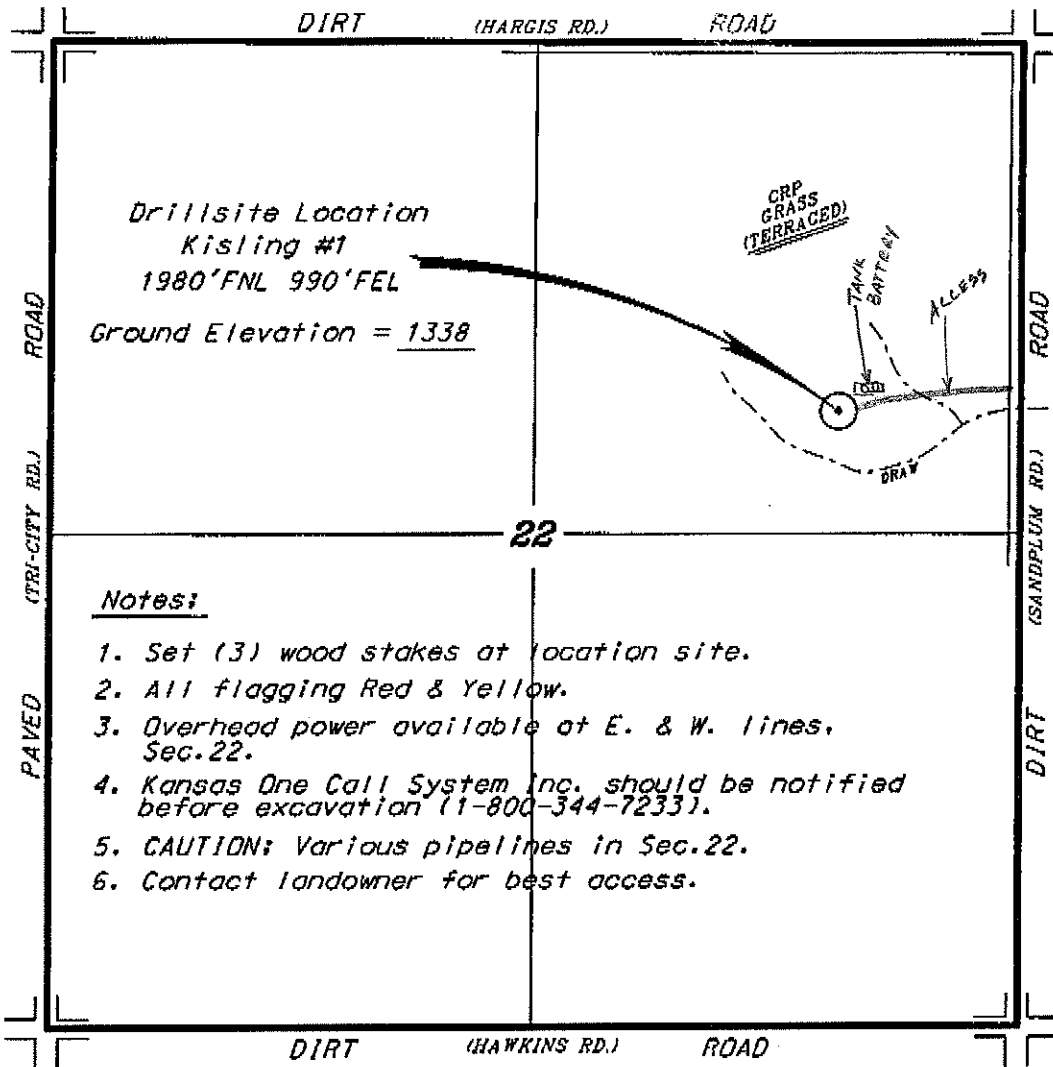 DIRT (HARGIS RD.) ROAD
Drillsite Location
Kisling #1
1980'FNL 990'FEL
Ground Elevation = 1338
CRP
GRASS
(TERRACED)
TANK
BATTERY
ACCESS
DRAW
22
PAVED (TRI-CITY RD.) ROAD
ROAD (SANDPLUM RD.) DIRT
Notes:
1. Set (3) wood stakes at location site.
2. All flagging Red & Yellow.
3. Overhead power available at E. & W. lines,
Sec.22.
4. Kansas One Call System Inc. should be notified
before excavation (1-800-344-7233).
5. CAUTION: Various pipelines in Sec.22.
6. Contact landowner for best access.
DIRT (HAWKINS RD.) ROAD